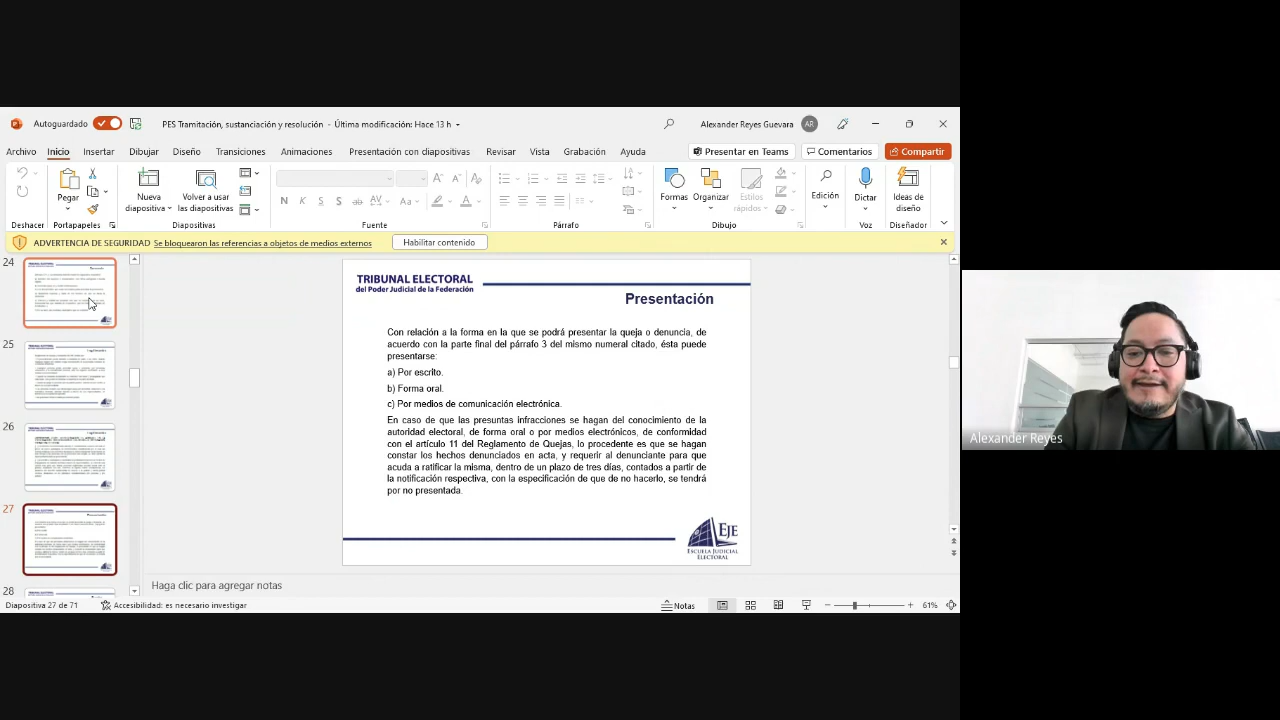 Autoguardado
PES Tramitación, sustanciación y resolución - Última modificación: Hace 13 h
Alexander Reyes Guevara
AR
Archivo Inicio Insertar Dibujar Diseño Transiciones Animaciones Presentación con diapositivas Revisar Vista Grabación Ayuda
Presentar en Teams
Comentarios
Compartir
Pegar
Nueva
diapositiva
Volver a usar
las diapositivas
N K S ab AV Aa A
Formas Organizar
Estilos
rápidos
Edición
Dictar
Ideas de
diseño
Deshacer Portapapeles Diapositivas Fuente Párrafo Dibujo Voz Diseñador
ADVERTENCIA DE SEGURIDAD Se bloquearon las referencias a objetos de medios externos
Habilitar contenido
24
25
26
27
28
TRIBUNAL ELECTORAL
del Poder Judicial de la Federación
Presentación
Con relación a la forma en la que se podrá presentar la queja o denuncia, de
acuerdo con la parte final del párrafo 3 del mismo numeral citado, ésta puede
presentarse:
a) Por escrito.
b) Forma oral.
c) Por medios de comunicación electrónica.
En caso de que las presuntas infracciones se hagan del conocimiento de la
autoridad electoral, de forma oral o por medios electrónicos, de conformidad
con el artículo 11 del Reglamento de Quejas, lo procedente es que se hagan
constar los hechos denunciados en acta, y requerir al denunciante para que
acuda a ratificar la denuncia dentro de un plazo de tres días, contados a partir de
la notificación respectiva, con la especificación de que de no hacerlo, se tendrá
por no presentada.
EJE
ESCUELA JUDICIAL
ELECTORAL
Haga clic para agregar notas
Diapositiva 27 de 71
Accesibilidad: es necesario investigar
Notas
61%
Alexander Reyes